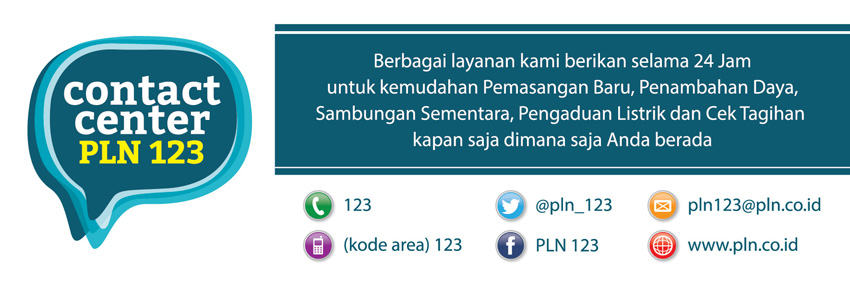 contact
center
PLN 123
Berbagai layanan kami berikan selama 24 Jam
untuk kemudahan Pemasangan Baru, Penambahan Daya,
Sambungan Sementara, Pengaduan Listrik dan Cek Tagihan
kapan saja dimana saja Anda berada
123
@pln_123
pln123@pln.co.id
(kode area) 123
PLN 123
www.pln.co.id